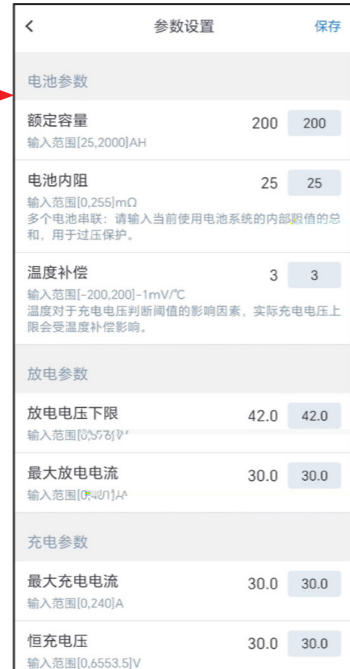 参数设置 保存
电池参数
额定容量 200 200
输入范围[25,2000]AH
电池内阻 25 25
输入范围[0,255]mΩ
多个电池串联：请输入当前使用电池系统的内部阻值的总
和，用于过压保护。
温度补偿 3 3
输入范围[-200,200]-1mV/℃
温度对于充电电压判断阈值的影响因素，实际充电电压上
限会受温度补偿影响。
放电参数
放电电压下限 42.0 42.0
输入范围
最大放电电流 30.0 30.0
输入范围
充电参数
最大充电电流 30.0 30.0
输入范围[0,240]A
恒充电压 30.0 30.0
输入范围[0,6553.5]V